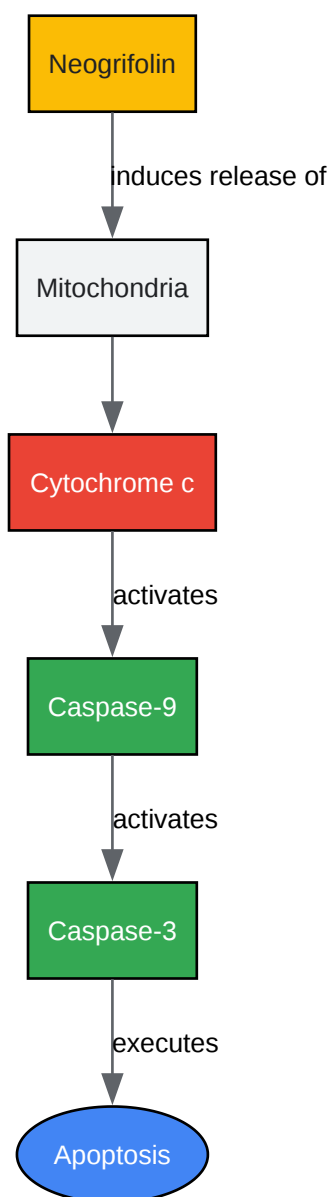 Neogrifolin
induces release of
Mitochondria
Cytochrome c
activates
Caspase-9
activates
Caspase-3
executes
Apoptosis